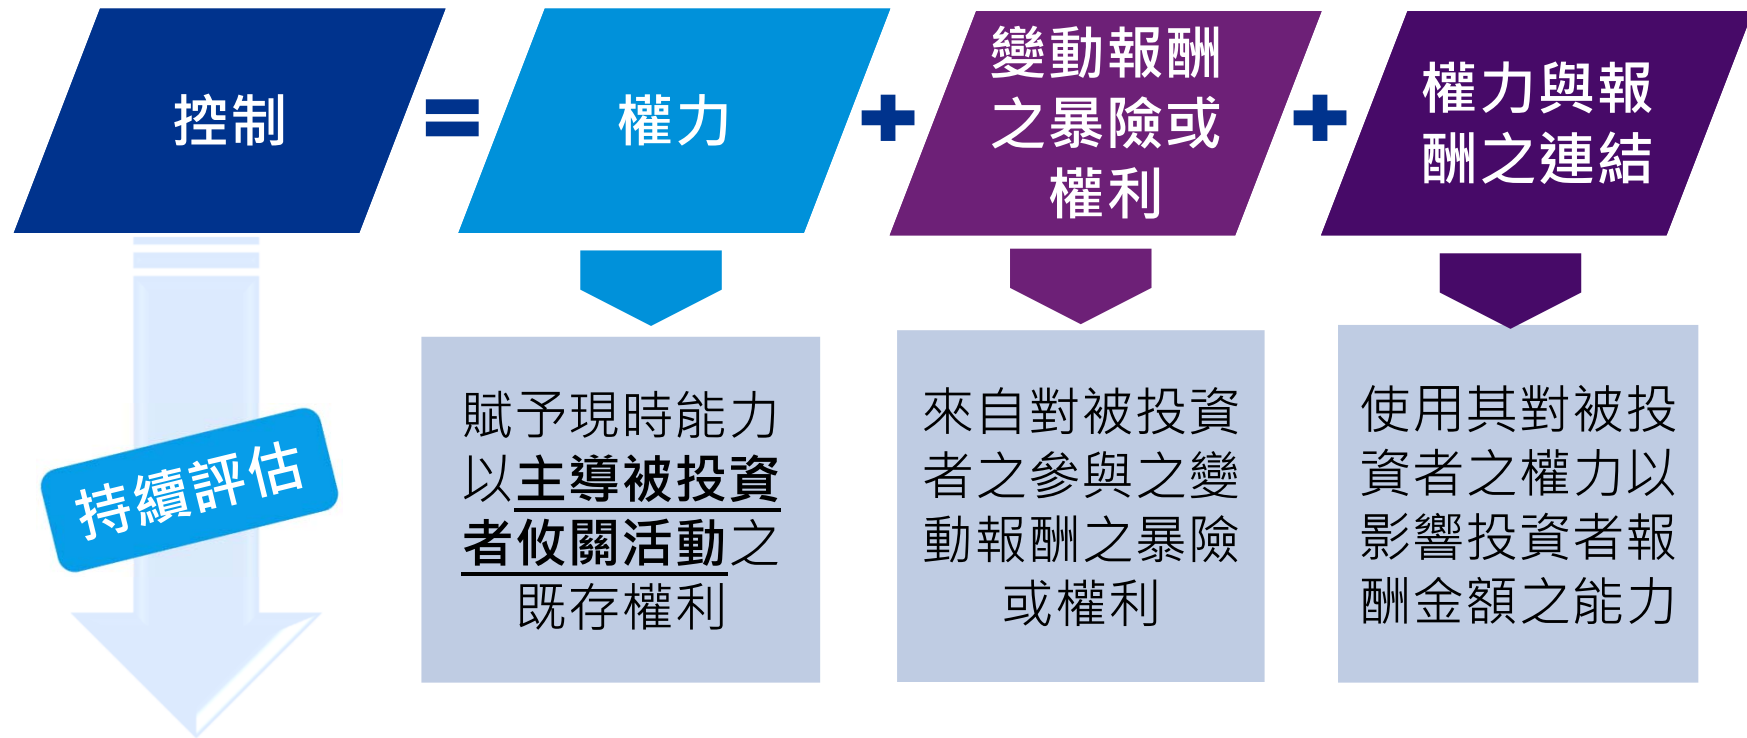 控制
=
權力
+
變動報酬
之暴險或
權利
+
權力與報
酬之連結
持續評估
賦予現時能力
以主導被投資
者攸關活動之
既存權利
來自對被投資
者之參與之變
動報酬之暴險
或權利
使用其對被投
資者之權力以
影響投資者報
酬金額之能力